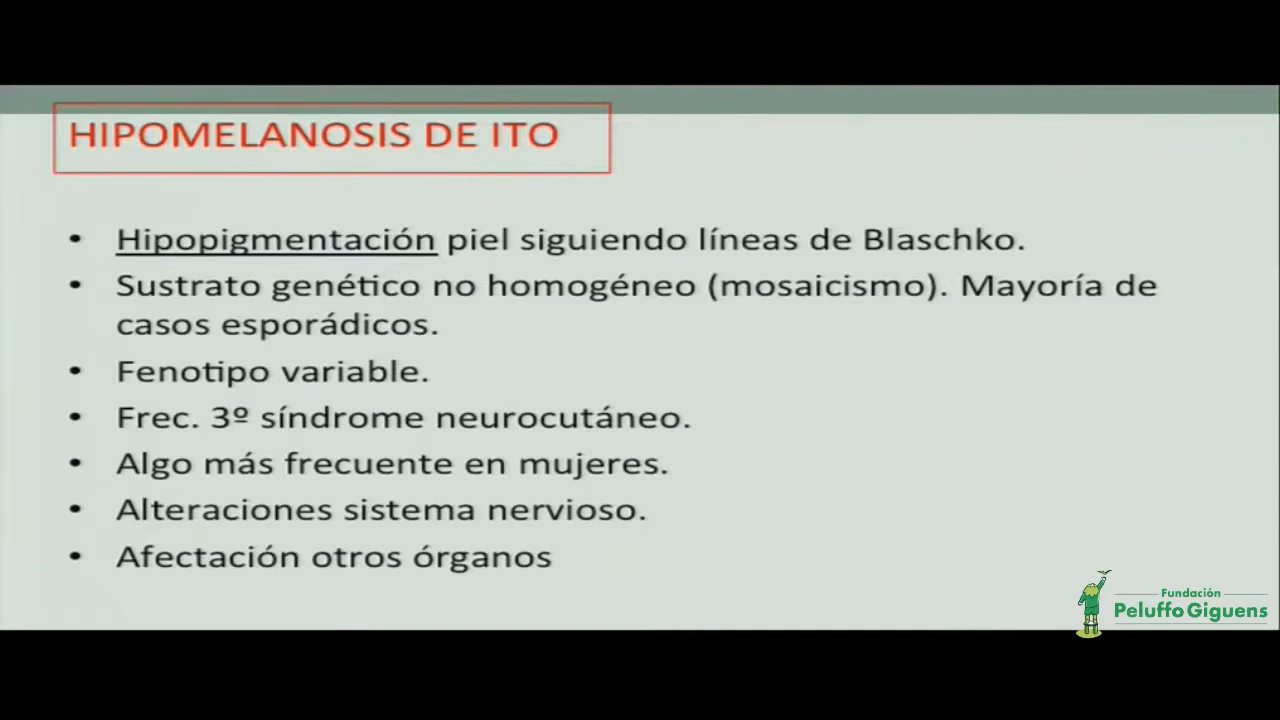 HIPOMELANOSIS DE ITO
• Hipopigmentación piel siguiendo líneas de Blaschko.
• Sustrato genético no homogéneo (mosaicismo). Mayoría de
casos esporádicos.
• Fenotipo variable.
• Frec. 3º síndrome neurocutáneo.
• Algo más frecuente en mujeres.
• Alteraciones sistema nervioso.
• Afectación otros órganos
Fundación
Peluffo Giguens